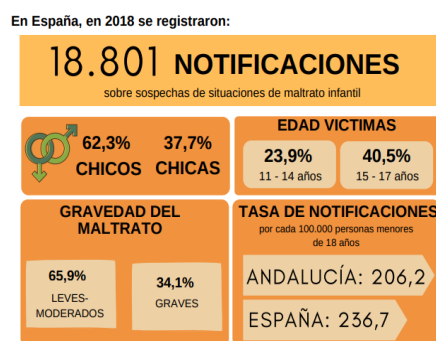 En España, en 2018 se registraron:
18.801 NOTIFICACIONES
sobre sospechas de situaciones de maltrato infantil
62,3% 37,7%
CHICOS CHICAS
EDAD VICTIMAS
23,9% 40,5%
11 - 14 años 15 - 17 años
GRAVEDAD DEL
MALTRATO
65,9%
LEVES-
MODERADOS
34,1%
GRAVES
TASA DE NOTIFICACIONES
por cada 100.000 personas menores
de 18 años
ANDALUCÍA: 206,2
ESPAÑA: 236,7